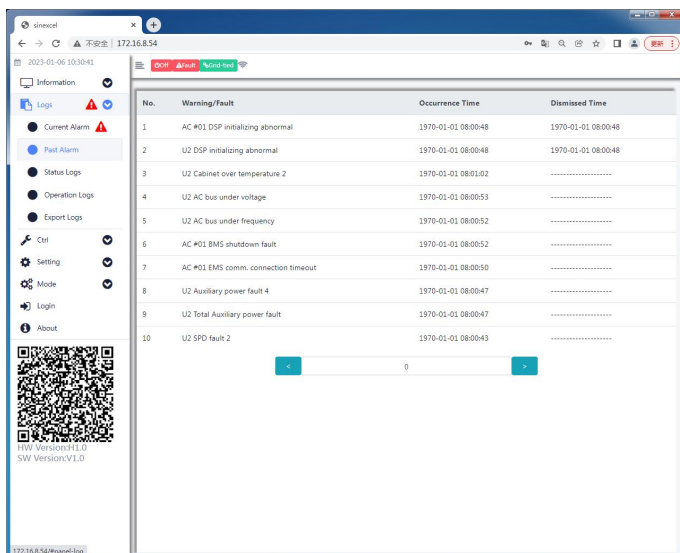 sinexcel
不安全 172.16.8.54
更新
2023-01-06 10:30:41
Off Fault Grid-tied
Information
Logs
Current Alarm
Past Alarm
Status Logs
Operation Logs
Export Logs
Ctrl
Setting
Mode
Login
About
HW Version:H1.0
SW Version:V1.0
No. Warning/Fault Occurrence Time Dismissed Time
1 AC #01 DSP initializing abnormal 1970-01-01 08:00:48 1970-01-01 08:00:48
2 U2 DSP initializing abnormal 1970-01-01 08:00:48 1970-01-01 08:00:48
3 U2 Cabinet over temperature 2 1970-01-01 08:01:02 --------------------
4 U2 AC bus under voltage 1970-01-01 08:00:53 --------------------
5 U2 AC bus under frequency 1970-01-01 08:00:52 --------------------
6 AC #01 BMS shutdown fault 1970-01-01 08:00:52 --------------------
7 AC #01 EMS comm. connection timeout 1970-01-01 08:00:50 --------------------
8 U2 Auxiliary power fault 4 1970-01-01 08:00:47 --------------------
9 U2 Total Auxiliary power fault 1970-01-01 08:00:47 --------------------
10 U2 SPD fault 2 1970-01-01 08:00:43 --------------------
< 0 >
172.16.8.54/#panel-log